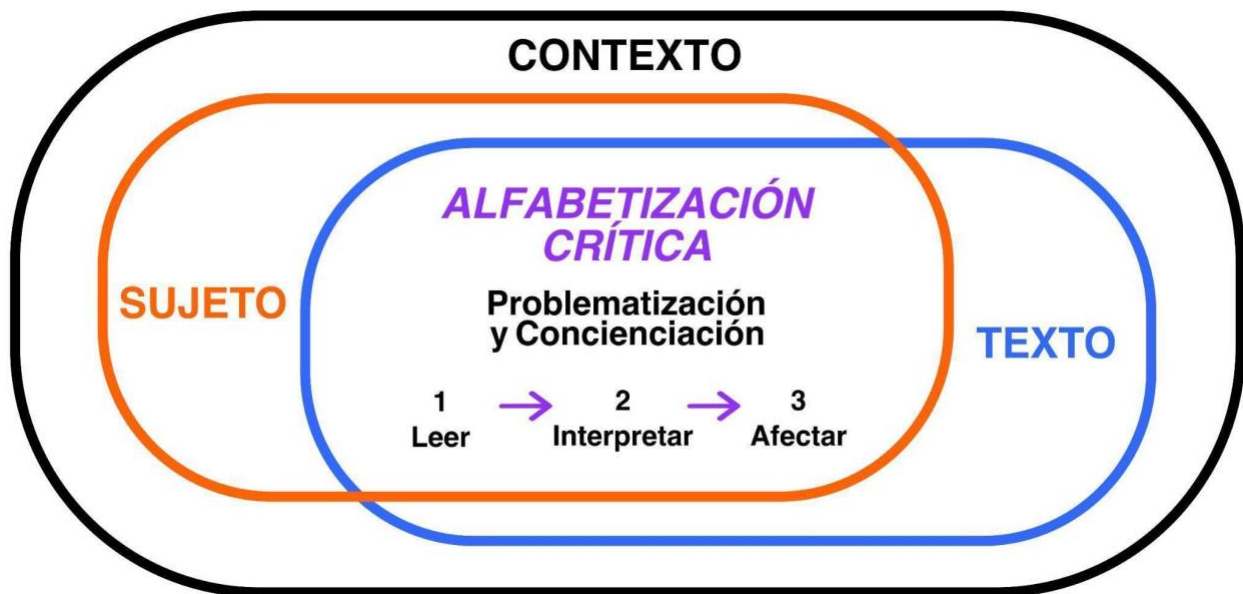 CONTEXTO
ALFABETIZACIÓN
CRÍTICA
SUJETO
Problematización
y Concienciación
TEXTO
1
2
3
Leer
Interpretar
Afectar